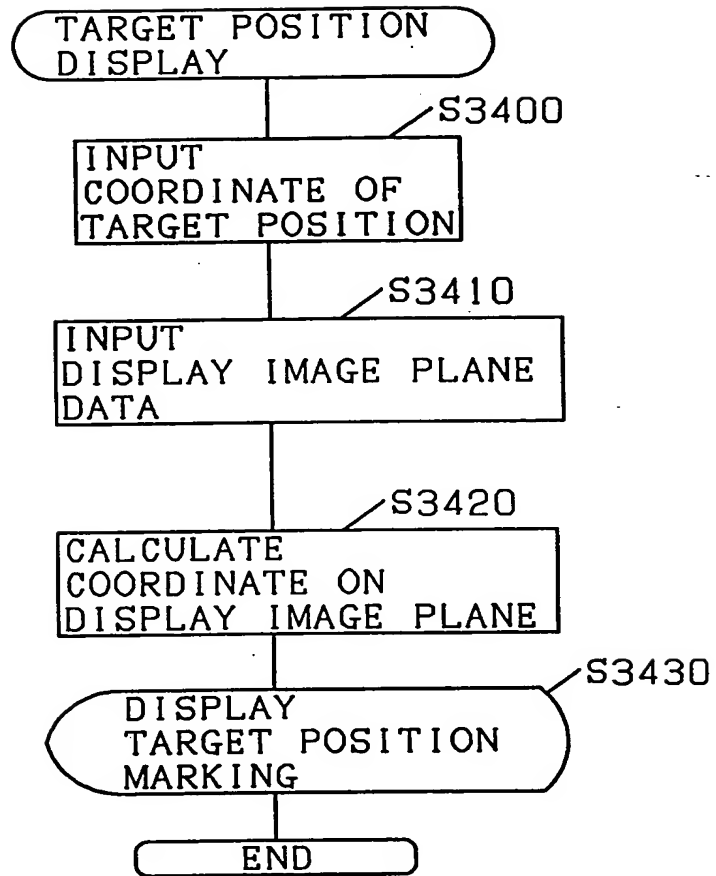 TARGET POSITION
DISPLAY
S3400
INPUT
COORDINATE OF
TARGET POSITION
S3410
INPUT
DISPLAY IMAGE PLANE
DATA
S3420
CALCULATE
COORDINATE ON
DISPLAY IMAGE PLANE
S3430
DISPLAY
TARGET POSITION
MARKING
END